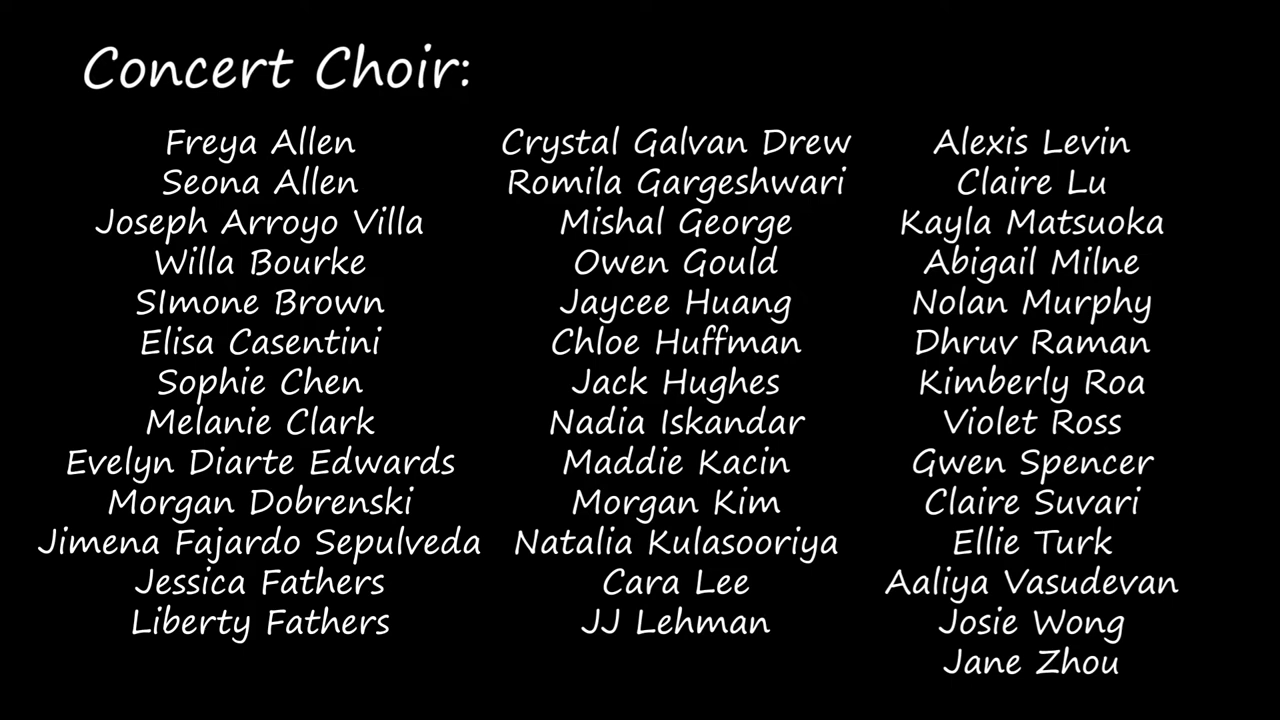 Concert Choir:
Freya Allen
Seona Allen
Joseph Arroyo Villa
Willa Bourke
SImone Brown
Elisa Casentini
Sophie Chen
Melanie Clark
Evelyn Diarte Edwards
Morgan Dobrenski
Jimena Fajardo Sepulveda
Jessica Fathers
Liberty Fathers
Crystal Galvan Drew
Romila Gargeshwari
Mishal George
Owen Gould
Jaycee Huang
Chloe Huffman
Jack Hughes
Nadia Iskandar
Maddie Kacin
Morgan Kim
Natalia Kulasooriya
Cara Lee
JJ Lehman
Alexis Levin
Claire Lu
Kayla Matsuoka
Abigail Milne
Nolan Murphy
Dhruv Raman
Kimberly Roa
Violet Ross
Gwen Spencer
Claire Suvari
Ellie Turk
Aaliya Vasudevan
Josie Wong
Jane Zhou